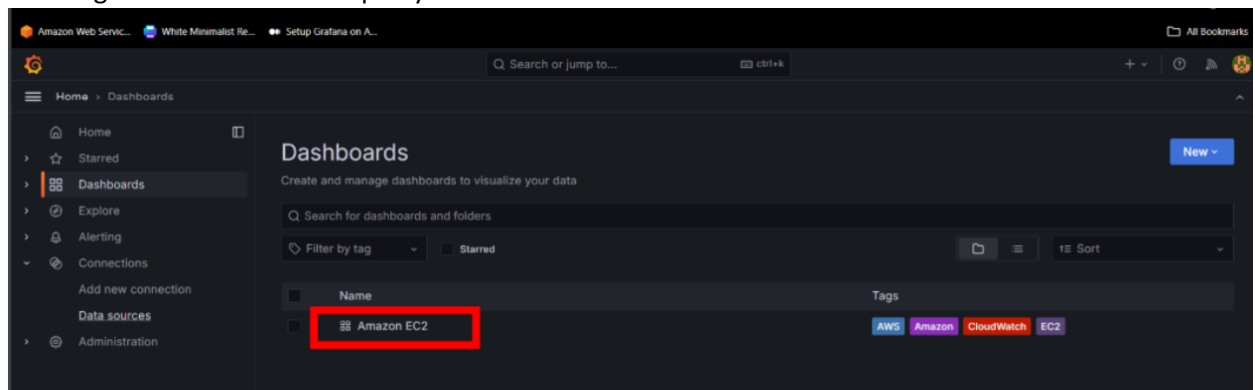 Amazon Web Servic... White Minimalist Re... Setup Grafana on A... All Bookmarks
Search or jump to... ctrl+k
Home > Dashboards
Home
Starred
Dashboards
Explore
Alerting
Connections
Add new connection
Data sources
Administration
Dashboards
New
Create and manage dashboards to visualize your data
Search for dashboards and folders
Filter by tag Starred Sort
Name Tags
Amazon EC2 AWS Amazon CloudWatch EC2